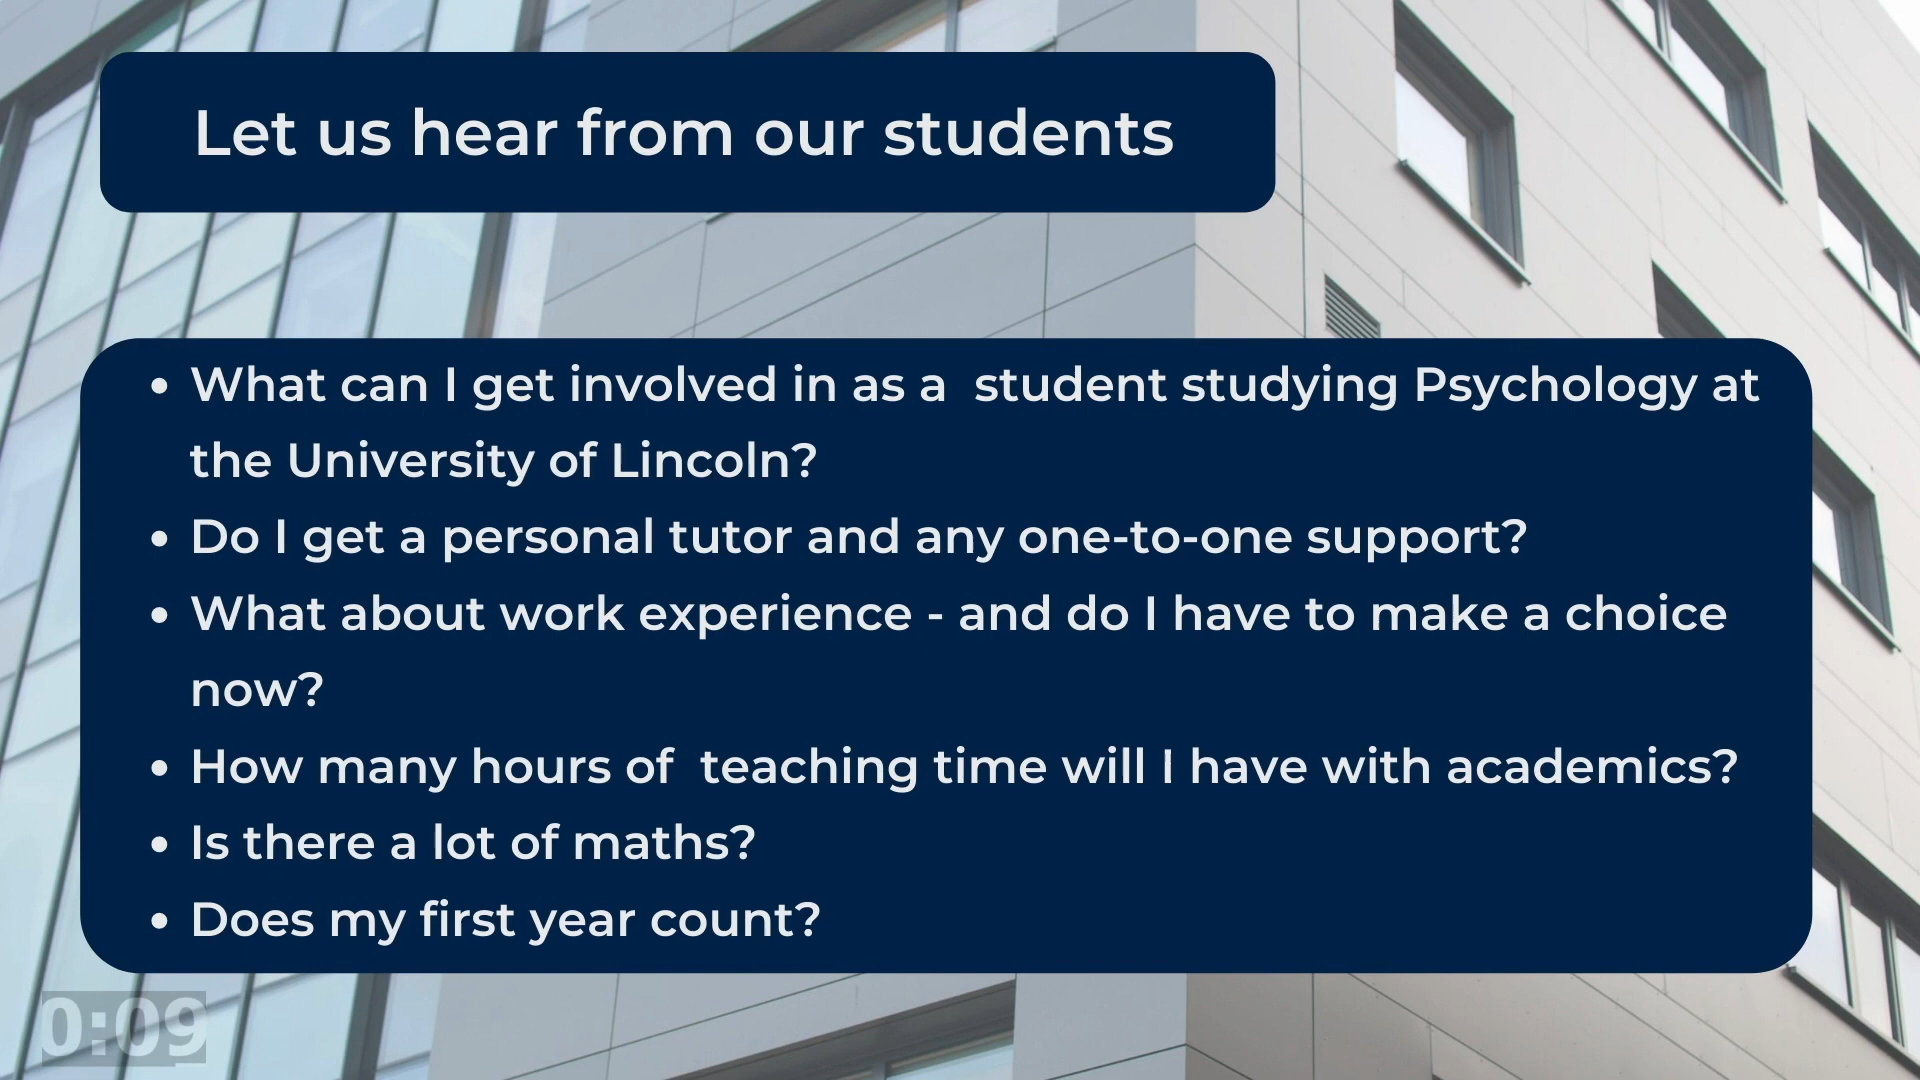 Let us hear from our students
• What can I get involved in as a  student studying Psychology at
the University of Lincoln?
• Do I get a personal tutor and any one-to-one support?
• What about work experience - and do I have to make a choice
now?
• How many hours of  teaching time will I have with academics?
• Is there a lot of maths?
• Does my first year count?
0:09